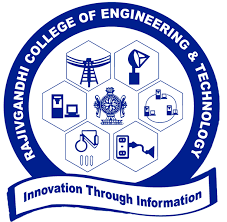 RAJIVGANDHI COLLEGE OF ENGINEERING & TECHNOLOGY
Innovation Through Information